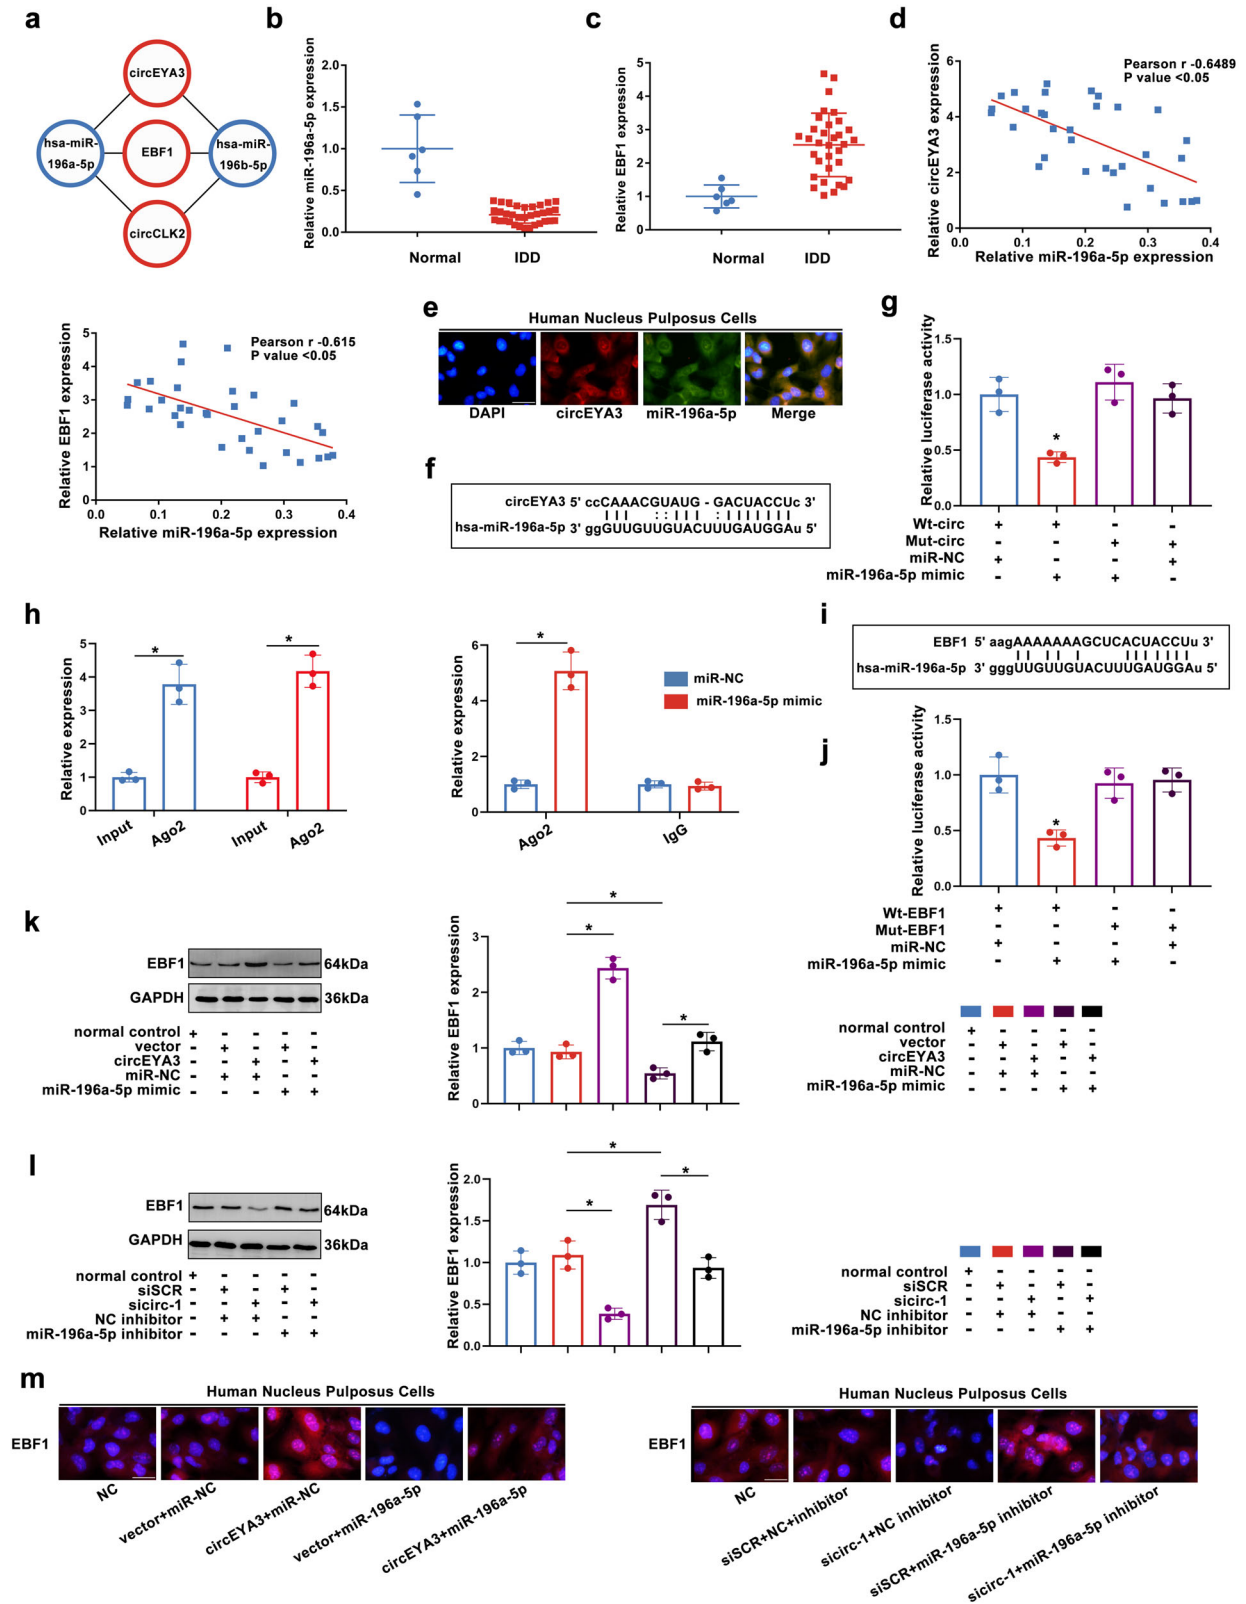 a
circEYA3
hsa-miR-
196a-5p
EBF1
hsa-miR-
196b-5p
circCLK2
b
Relative miR-196a-5p expression
2.0
1.5
1.0
0.5
0.0
Normal
IDD
c
Relative EBF1 expression
5
4
3
2
1
0
Normal
IDD
d
Relative circEYA3 expression
6
4
2
0
Pearson r -0.6489
P value <0.05
0.0
0.1
0.2
0.3
0.4
Relative miR-196a-5p expression
Relative EBF1 expression
5
4
3
2
1
0
Pearson r -0.615
P value <0.05
0.0
0.1
0.2
0.3
0.4
Relative miR-196a-5p expression
e
Human Nucleus Pulposus Cells
DAPI
circEYA3
miR-196a-5p
Merge
f
circEYA3 5' ccCAAACGUAUG - GACUACCUc 3'
hsa-miR-196a-5p 3' ggGUUGUUGUACUUUGAUGGAu 5'
g
Relative luciferase activity
1.5
1.0
0.5
0.0
*
Wt-circ + + - -
Mut-circ - - + +
miR-NC + - - +
miR-196a-5p mimic - + + -
h
Relative expression
5
4
3
2
1
0
*
*
Input
Ago2
Input
Ago2
Relative expression
6
4
2
0
*
Ago2
IgG
miR-NC
miR-196a-5p mimic
i
EBF1 5' aagAAAAAAAGCUCACUACCUu 3'
hsa-miR-196a-5p 3' gggUUGUUGUACUUUGAUGGAu 5'
j
Relative luciferase activity
1.5
1.0
0.5
0.0
*
Wt-EBF1 + + - -
Mut-EBF1 - - + +
miR-NC + - - +
miR-196a-5p mimic - + + -
k
EBF1
64kDa
GAPDH
36kDa
normal control + - - - -
vector - + - + -
circEYA3 - - + - +
miR-NC - + + - -
miR-196a-5p mimic - - - + +
Relative EBF1 expression
3
2
1
0
*
*
*
normal control + - - - -
vector - + - + -
circEYA3 - - + - +
miR-NC - + + - -
miR-196a-5p mimic - - - + +
l
EBF1
64kDa
GAPDH
36kDa
normal control + - - - -
siSCR - + - + -
sicirc-1 - - + - +
NC inhibitor - + + - -
miR-196a-5p inhibitor - - - + +
Relative EBF1 expression
2.0
1.5
1.0
0.5
0.0
*
*
*
normal control + - - - -
siSCR - + - + -
sicirc-1 - - + - +
NC inhibitor - + + - -
miR-196a-5p inhibitor - - - + +
m
Human Nucleus Pulposus Cells
EBF1
NC
vector+miR-NC
circEYA3+miR-NC
vector+miR-196a-5p
circEYA3+miR-196a-5p
Human Nucleus Pulposus Cells
EBF1
NC
siSCR+NC+inhibitor
sicirc-1+NC inhibitor
siSCR+miR-196a-5p inhibitor
sicirc-1+miR-196a-5p inhibitor